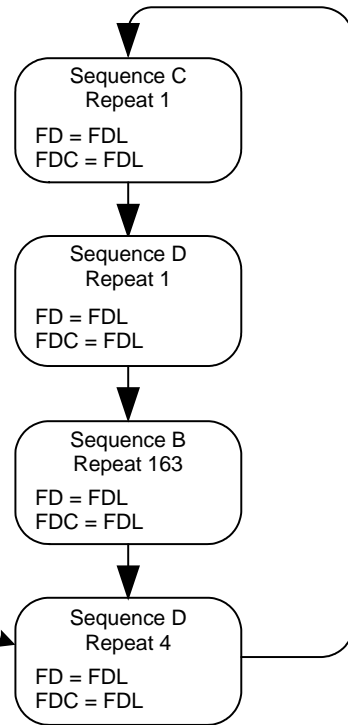 Sequence C
Repeat 1
FD = FDL
FDC = FDL
Sequence D
Repeat 1
FD = FDL
FDC = FDL
Sequence B
Repeat 163
FD = FDL
FDC = FDL
Sequence D
Repeat 4
FD = FDL
FDC = FDL